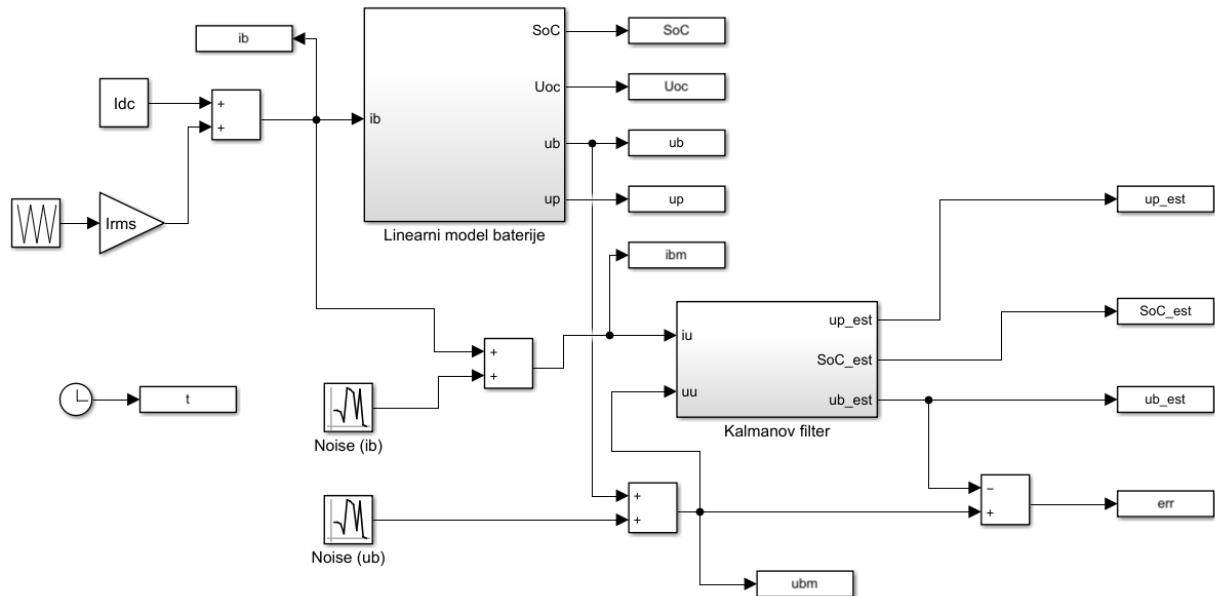 ib
SoC
SoC
Idc
+
+
ib
Uoc
Uoc
ub
ub
up
up
Irms
Linearni model baterije
ibm
up_est
up_est
SoC_est
+
+
iu
SoC_est
uu
ub_est
ub_est
t
Noise (ib)
Kalmanov filter
+
+
−
+
err
Noise (ub)
ubm